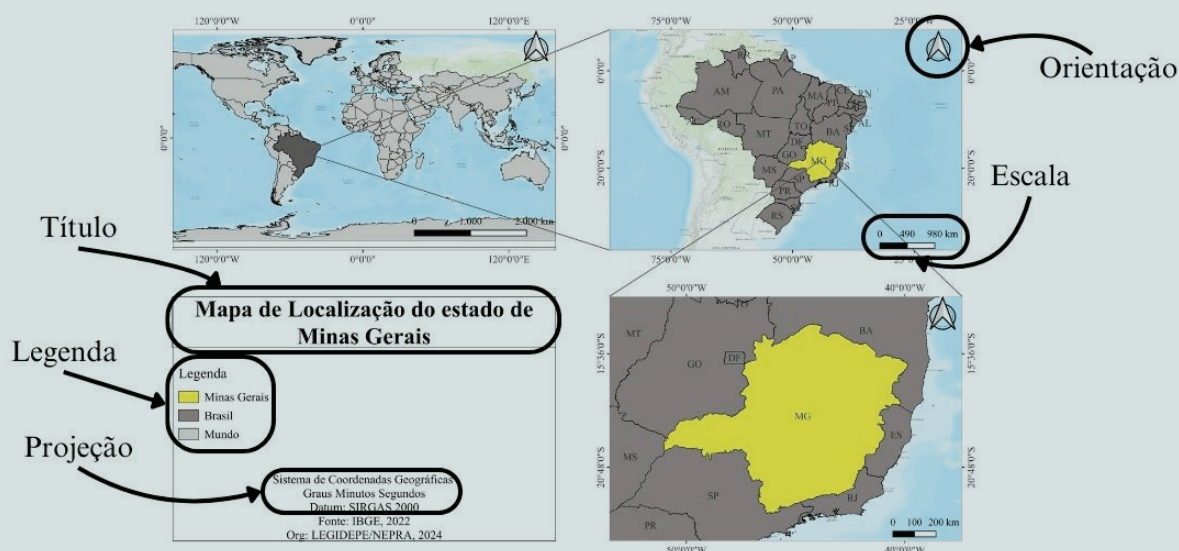 120°0'0"W 0°0'0" 120°0'0"E
75°0'0"W 50°0'0"W 25°0'0"W
Orientação
0°0'0"
0°0'0"
0°0'0"
20°0'0"S
20°0'0"S
RR
AM
PA
MA
RN
PI
AL
TO
RO
MT
BA
DF
GO
MG
ES
MS
SP
RJ
PR
RS
0 1.000 2.000 km
0 490 980 km
Escala
120°0'0"W 0°0'0" 120°0'0"E
75°0'0"W 50°0'0"W 25°0'0"W
Título
Mapa de Localização do estado de
Minas Gerais
Legenda
Legenda
Minas Gerais
Brasil
Mundo
Projeção
Sistema de Coordenadas Geográficas
Graus Minutos Segundos
Datum: SIRGAS 2000
Fonte: IBGE, 2022
Org: LEGIDEPE/NEPRA, 2024
50°0'0"W 40°0'0"W
15°36'0"S
15°36'0"S
20°48'0"S
20°48'0"S
TO
MT
BA
GO
DF
MG
ES
MS
SP
RJ
PR
0 100 200 km
50°0'0"W 40°0'0"W